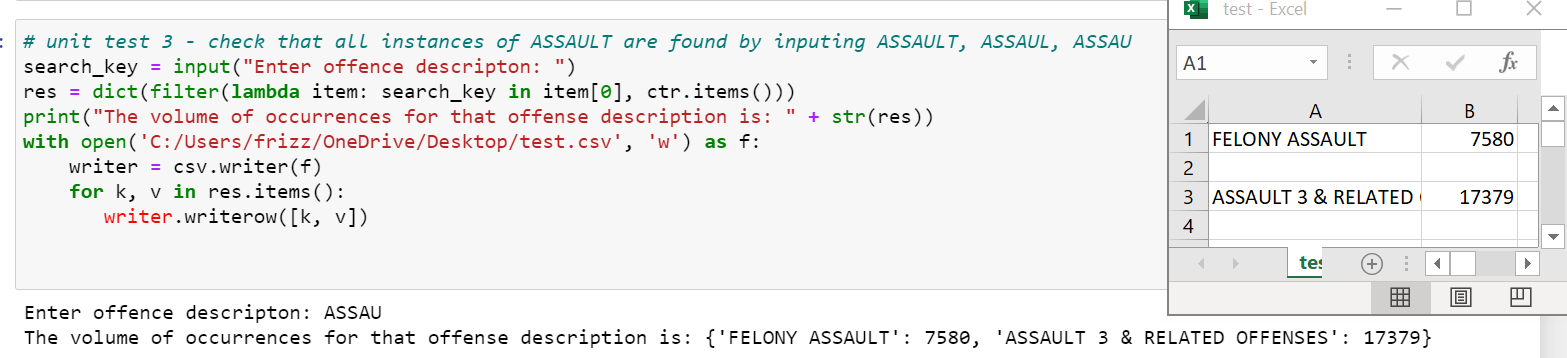 # unit test 3 - check that all instances of ASSAULT are found by inputing ASSAULT, ASSAUL, ASSAU
search_key = input("Enter offence descripton: ")
res = dict(filter(lambda item: search_key in item[0], ctr.items()))
print("The volume of occurrences for that offense description is: " + str(res))
with open('C:/Users/frizz/OneDrive/Desktop/test.csv', 'w') as f:
    writer = csv.writer(f)
    for k, v in res.items():
       writer.writerow([k, v])
Enter offence descripton: ASSAU
The volume of occurrences for that offense description is: {'FELONY ASSAULT': 7580, 'ASSAULT 3 & RELATED OFFENSES': 17379}
test - Excel
A1 fx
A B
1 FELONY ASSAULT 7580
2
3 ASSAULT 3 & RELATED 17379
4
tes